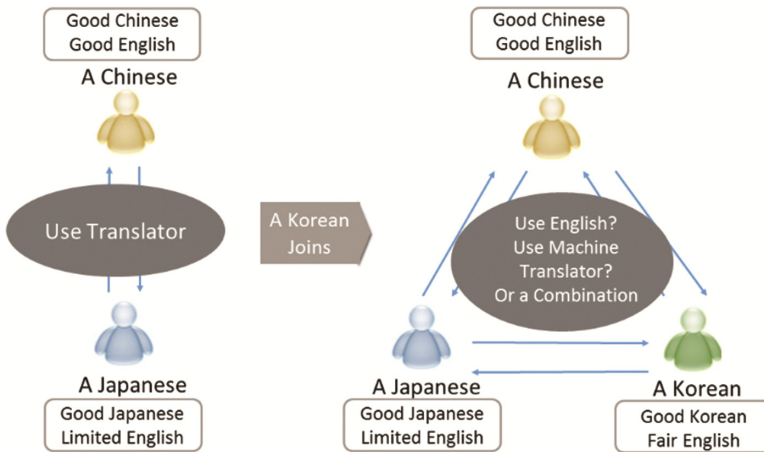 Good Chinese
Good English
A Chinese
Use Translator
A Japanese
Good Japanese
Limited English
A Korean
Joins
Good Chinese
Good English
A Chinese
Use English?
Use Machine
Translator?
Or a Combination
A Japanese
Good Japanese
Limited English
A Korean
Good Korean
Fair English